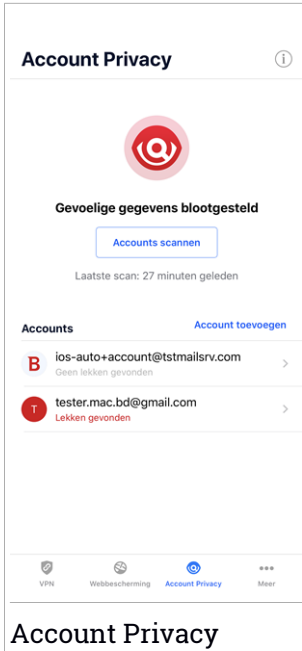 Account Privacy
Gevoelige gegevens blootgesteld
Accounts scannen
Laatste scan: 27 minuten geleden
Accounts Account toevoegen
B ios-auto+account@tstmailsrv.com
Geen lekken gevonden
T tester.mac.bd@gmail.com
Lekken gevonden
VPN Webbescherming Account Privacy Meer
Account Privacy